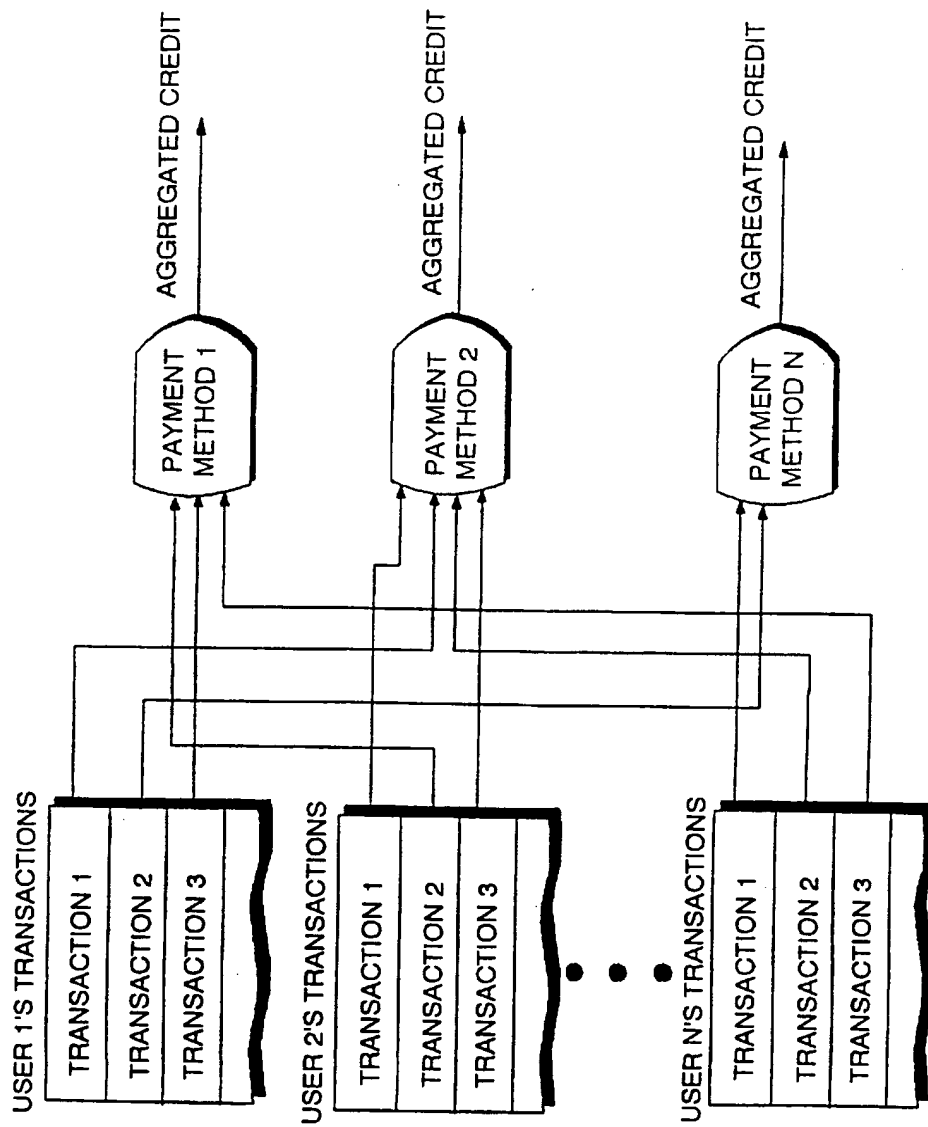 USER 1'S TRANSACTIONS
TRANSACTION 1
TRANSACTION 2
TRANSACTION 3
USER 2'S TRANSACTIONS
TRANSACTION 1
TRANSACTION 2
TRANSACTION 3
USER N'S TRANSACTIONS
TRANSACTION 1
TRANSACTION 2
TRANSACTION 3
PAYMENT
METHOD 1
AGGREGATED CREDIT
PAYMENT
METHOD 2
AGGREGATED CREDIT
PAYMENT
METHOD N
AGGREGATED CREDIT